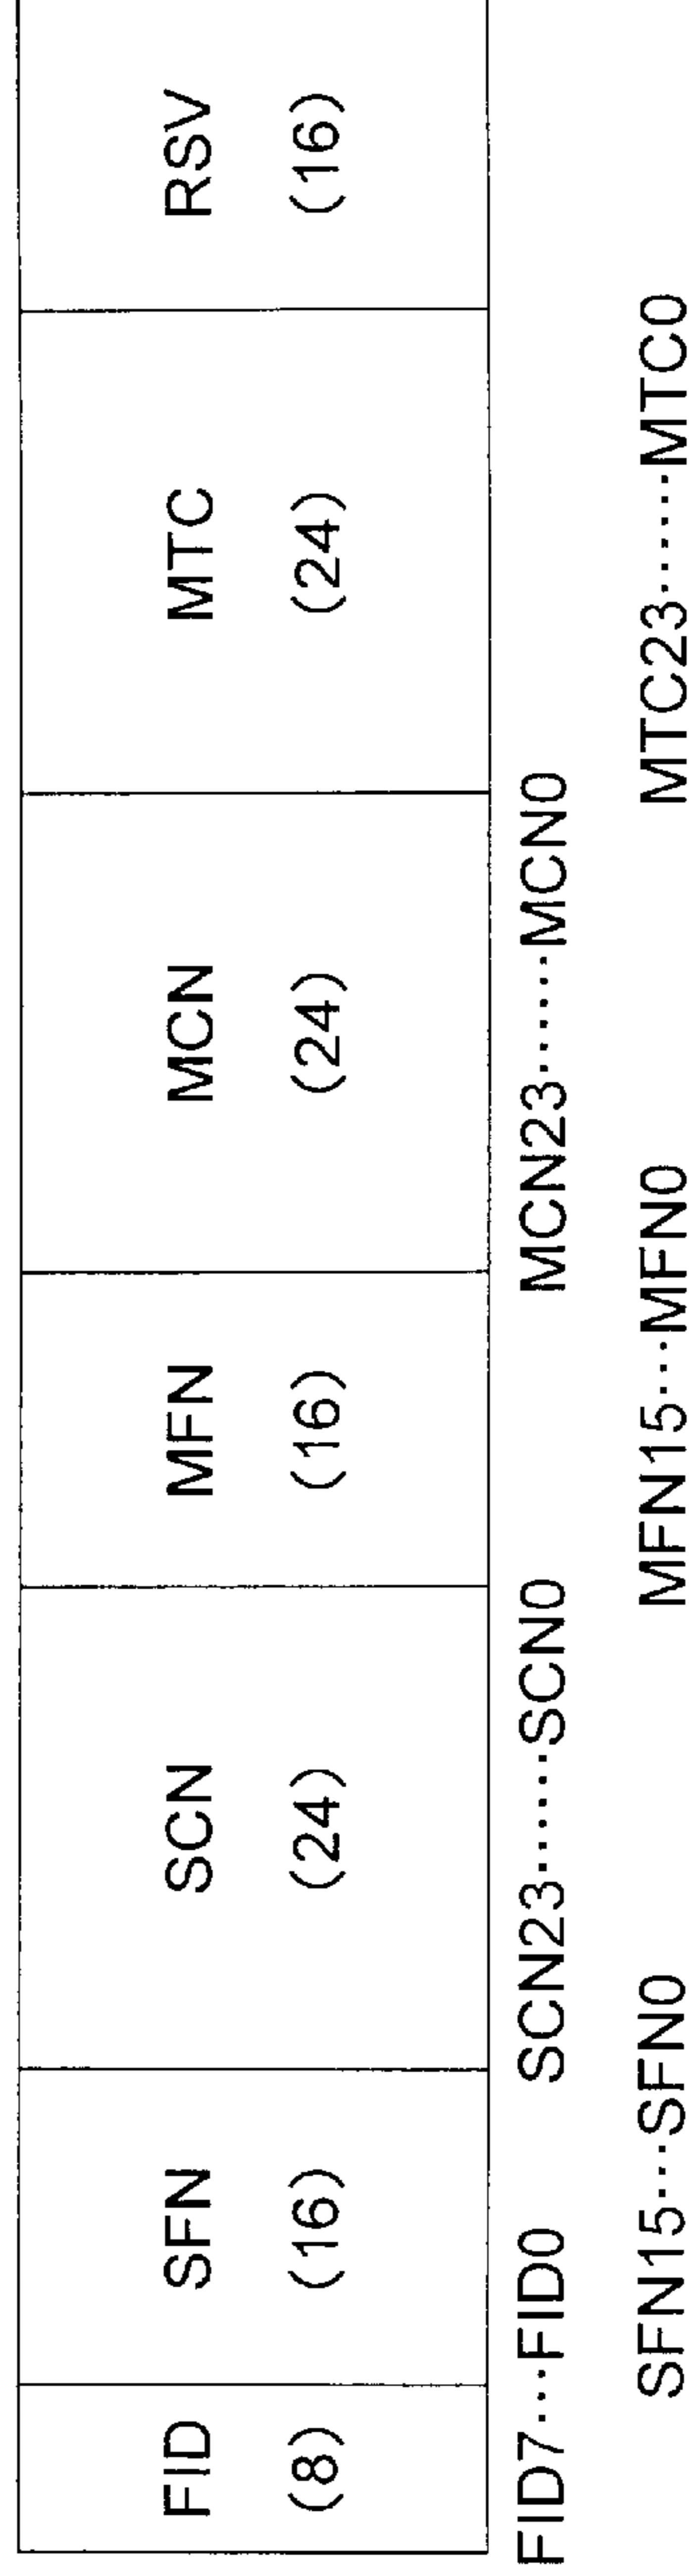 FID SFN SCN MFN MCN MTC RSV
(8) (16) (24) (16) (24) (24) (16)
FID7···FID0 SCN23······SCN0 MCN23······MCN0
SFN15···SFN0 MFN15···MFN0 MTC23······MTC0